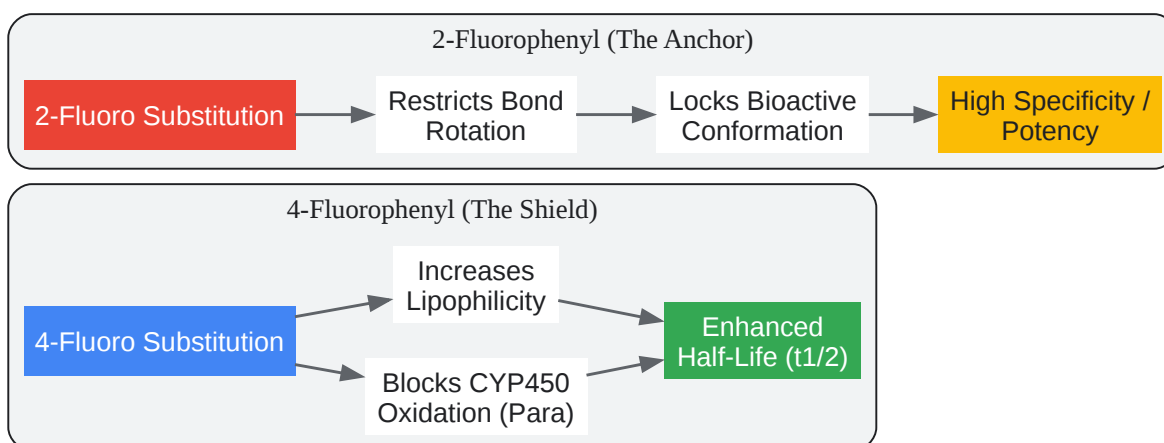 2-Fluorophenyl (The Anchor)
2-Fluoro Substitution
Restricts Bond
Rotation
Locks Bioactive
Conformation
High Specificity /
Potency
4-Fluorophenyl (The Shield)
4-Fluoro Substitution
Increases
Lipophilicity
Blocks CYP450
Oxidation (Para)
Enhanced
Half-Life (t1/2)